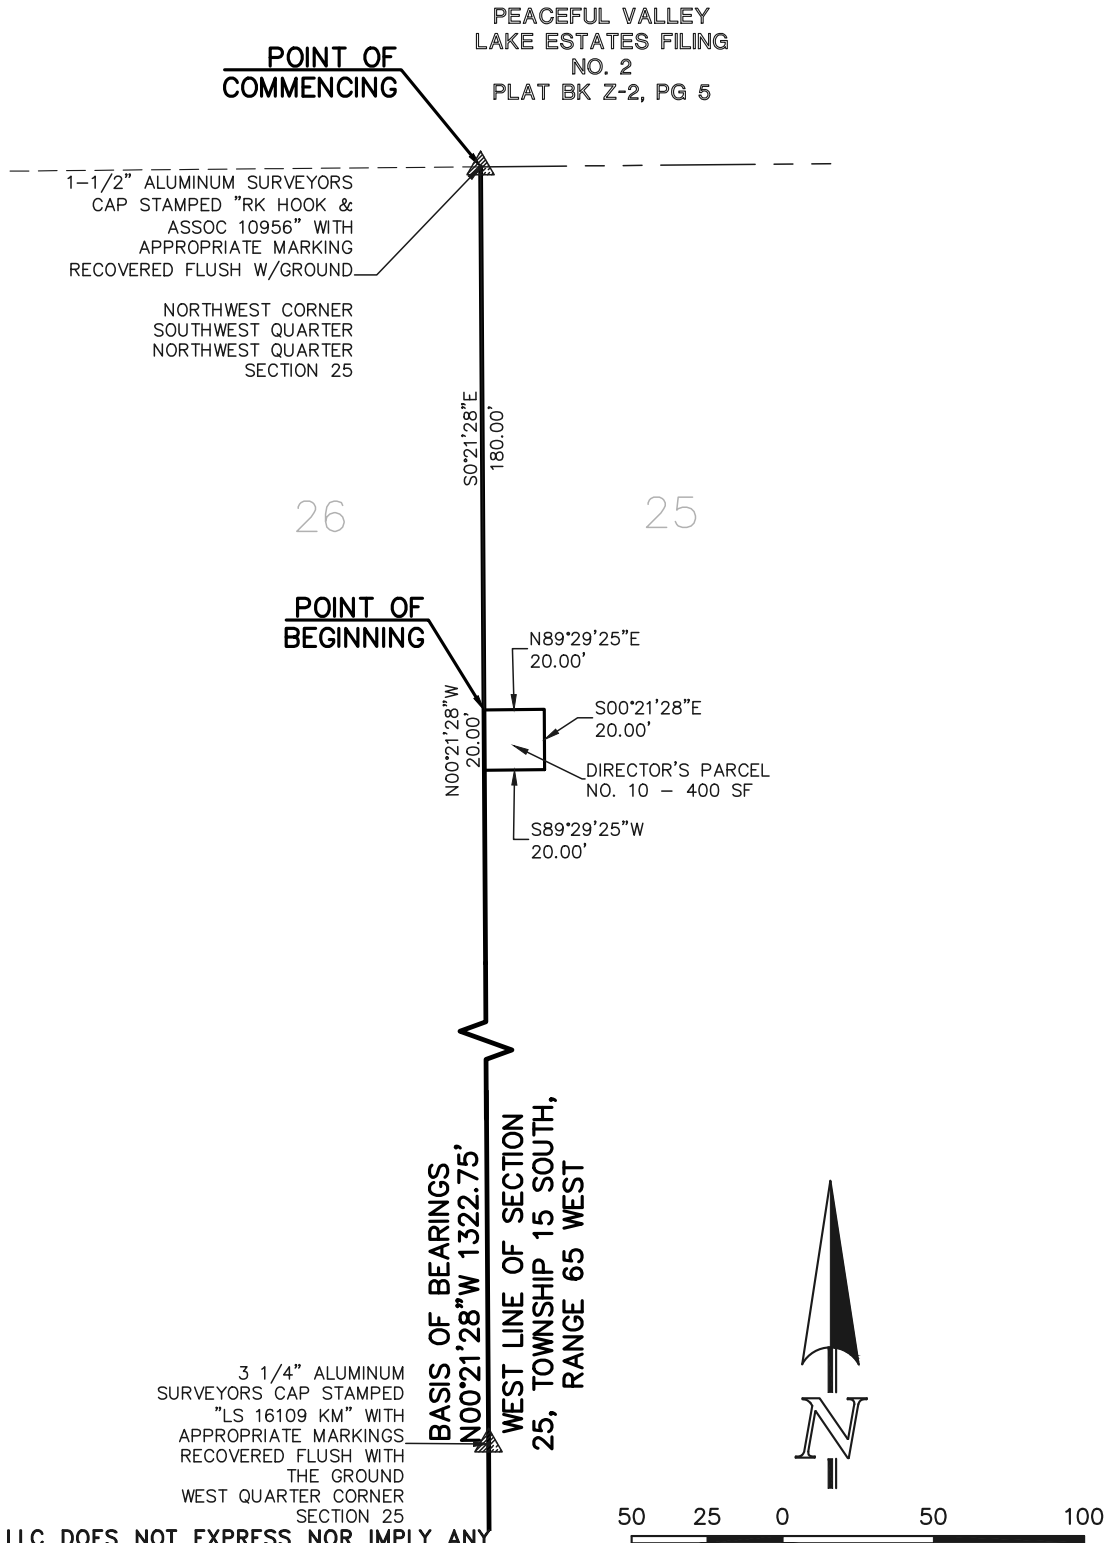 PEACEFUL VALLEY
LAKE ESTATES FILING
NO. 2
PLAT BK Z-2, PG 5
POINT OF
COMMENCING
1-1/2" ALUMINUM SURVEYORS
CAP STAMPED "RK HOOK &
ASSOC 10956" WITH
APPROPRIATE MARKING
RECOVERED FLUSH W/GROUND
NORTHWEST CORNER
SOUTHWEST QUARTER
NORTHWEST QUARTER
SECTION 25
S0°21'28"E
180.00'
26
25
POINT OF
BEGINNING
N89°29'25"E
20.00'
N00°21'28"W
20.00'
S00°21'28"E
20.00'
DIRECTOR'S PARCEL
NO. 10 - 400 SF
S89°29'25"W
20.00'
BASIS OF BEARINGS
N00°21'28"W 1322.75'
WEST LINE OF SECTION
25, TOWNSHIP 15 SOUTH,
RANGE 65 WEST
3 1/4" ALUMINUM
SURVEYORS CAP STAMPED
"LS 16109 KM" WITH
APPROPRIATE MARKINGS
RECOVERED FLUSH WITH
THE GROUND
WEST QUARTER CORNER
SECTION 25
N
50 25 0 50 100
LLC DOES NOT EXPRESS NOR IMPLY ANY